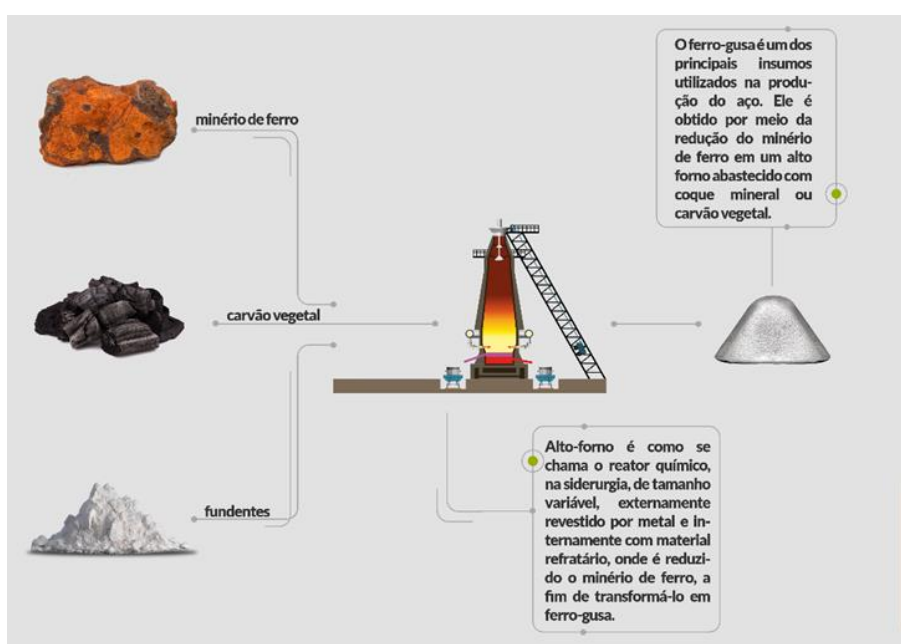 O ferro-gusa é um dos
principais insumos
utilizados na produ-
ção do aço. Ele é
obtido por meio da
redução do minério
de ferro em um alto
forno abastecido com
coque mineral ou
carvão vegetal.
minério de ferro
carvão vegetal
fundentes
Alto-forno é como se
chama o reator químico,
na siderurgia, de tamanho
variável, externamente
revestido por metal e in-
ternamente com material
refratário, onde é reduzi-
do o minério de ferro, a
fim de transformá-lo em
ferro-gusa.